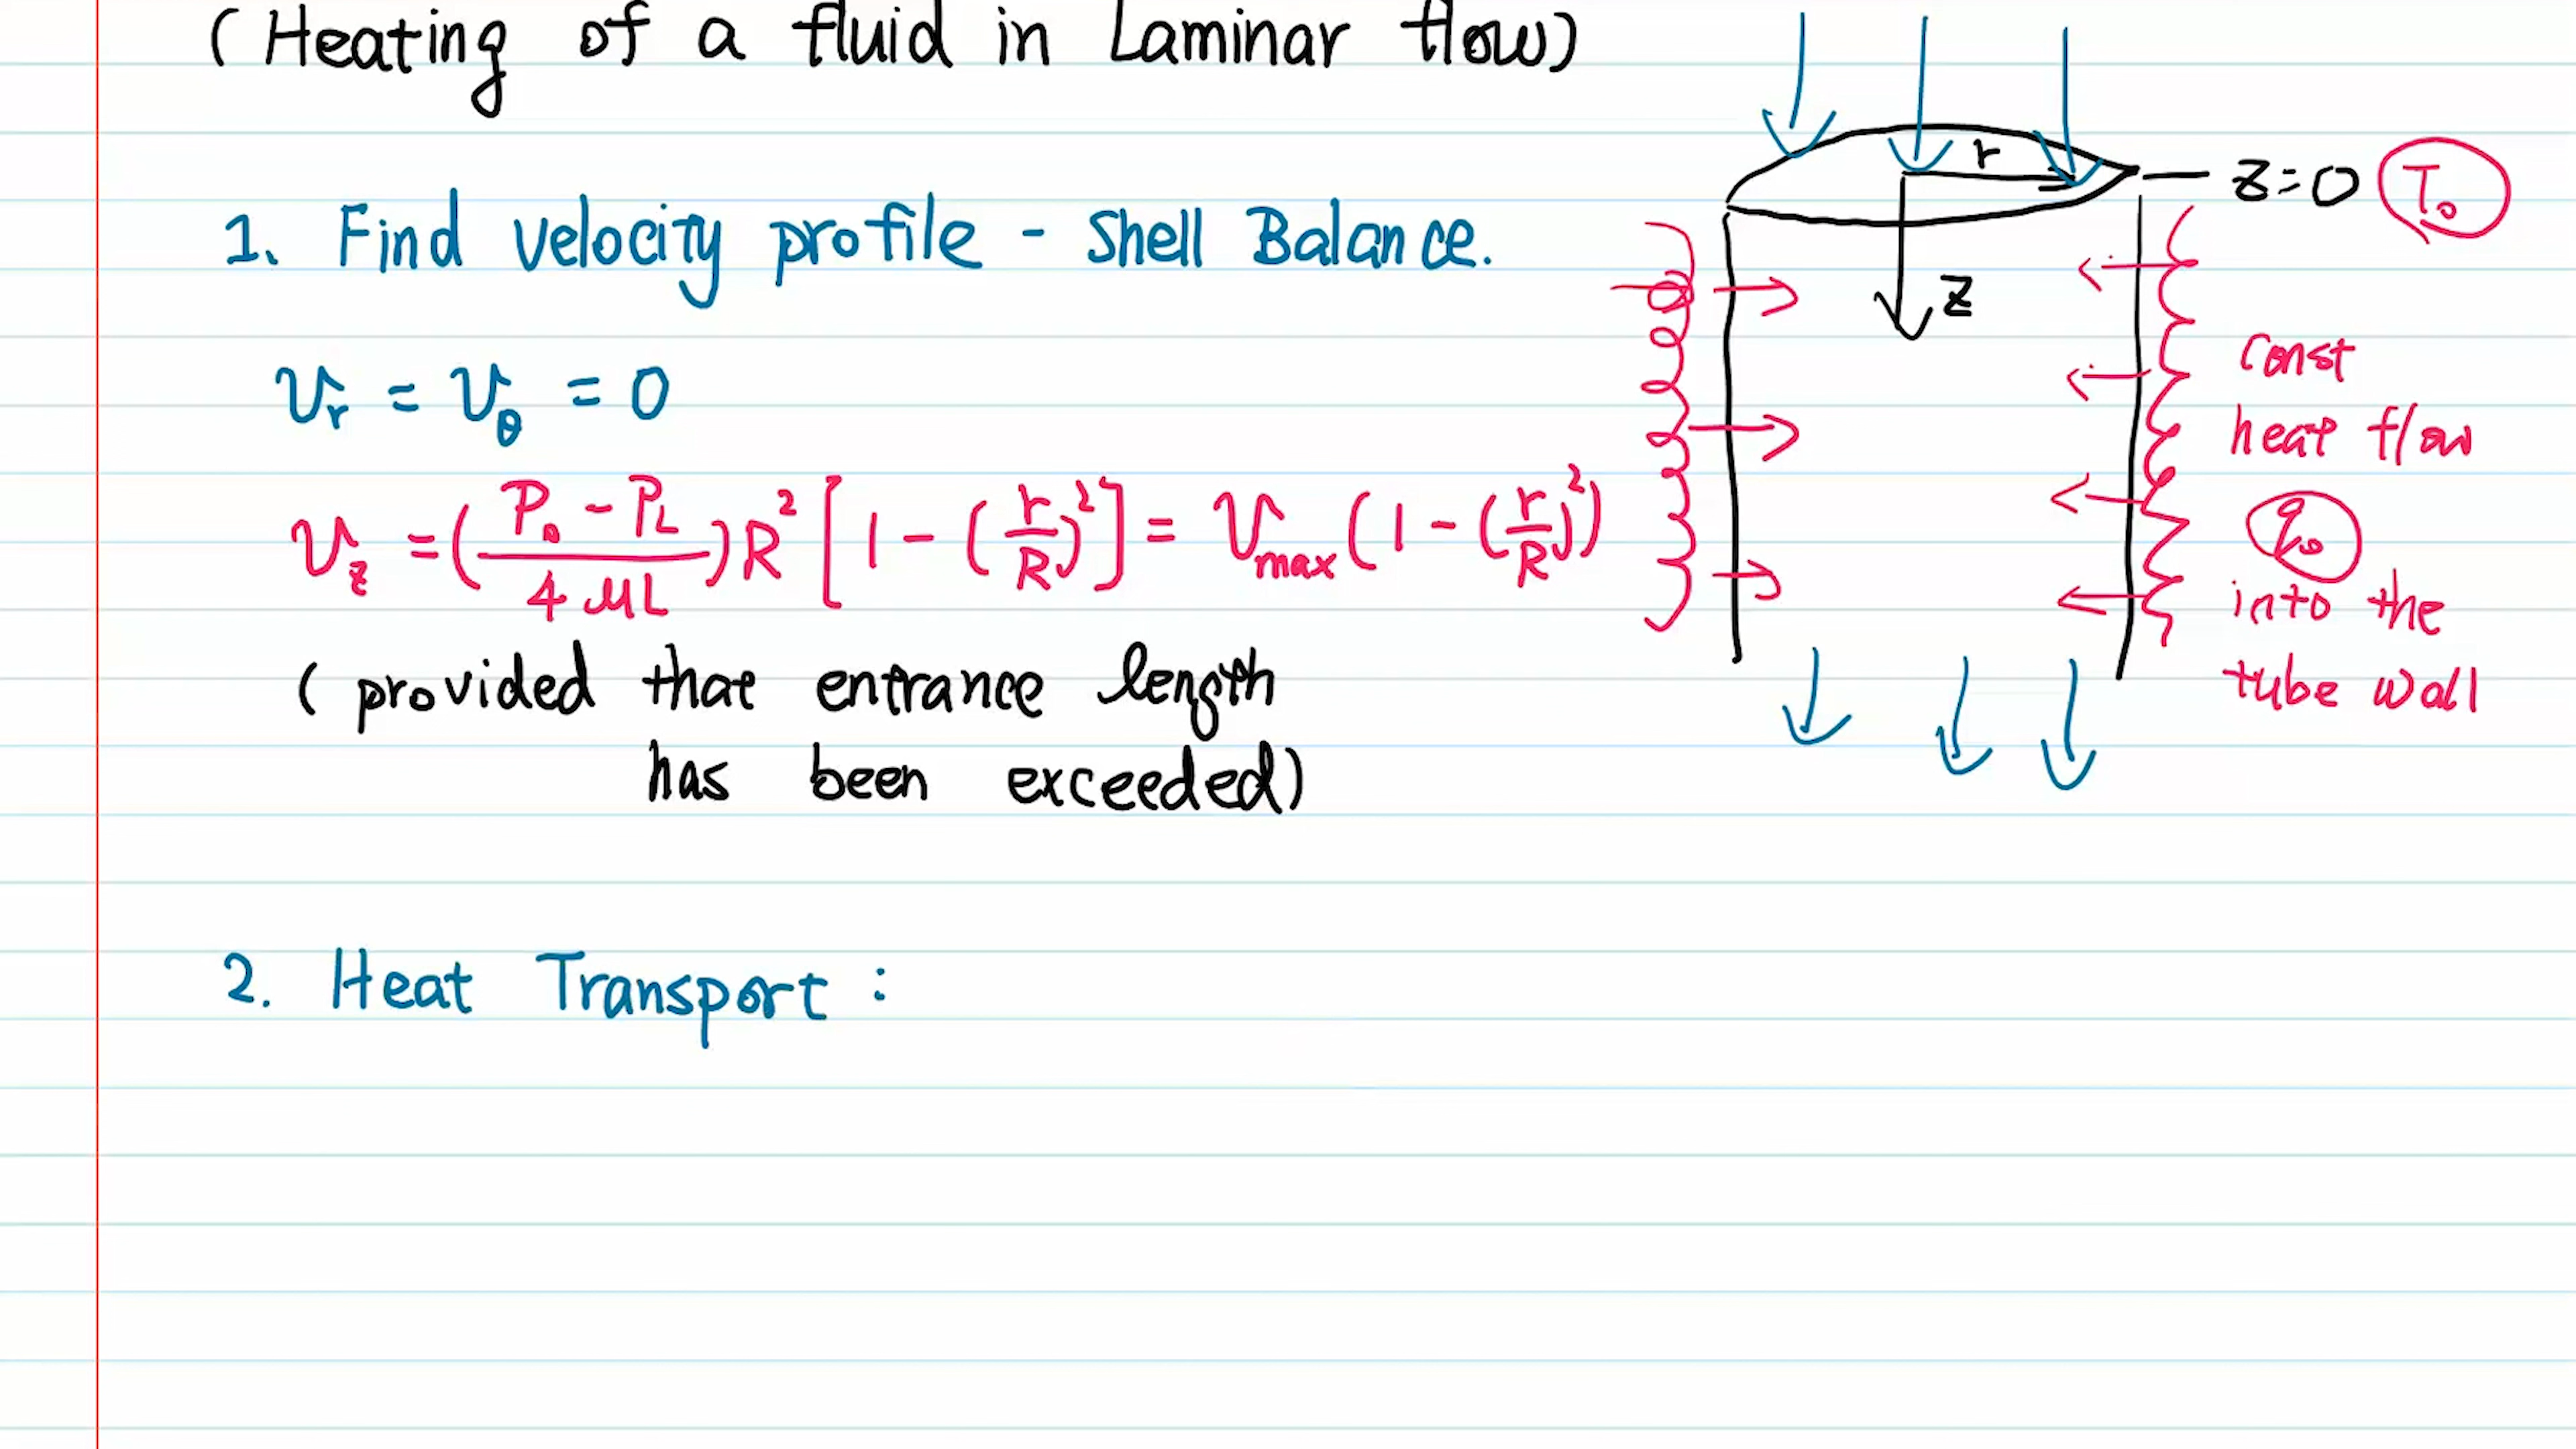 (Heating of a fluid in Laminar flow)
1. Find velocity profile - Shell Balance.
v_r = v_θ = 0
v_z = (P_0 - P_L / 4μL) R² [1 - (r/R)²] = v_max (1 - (r/R)²)
(provided that entrance length
has been exceeded)
2. Heat Transport :
r
z=0 T_0
z
const
heat flow
q_0
into the
tube wall